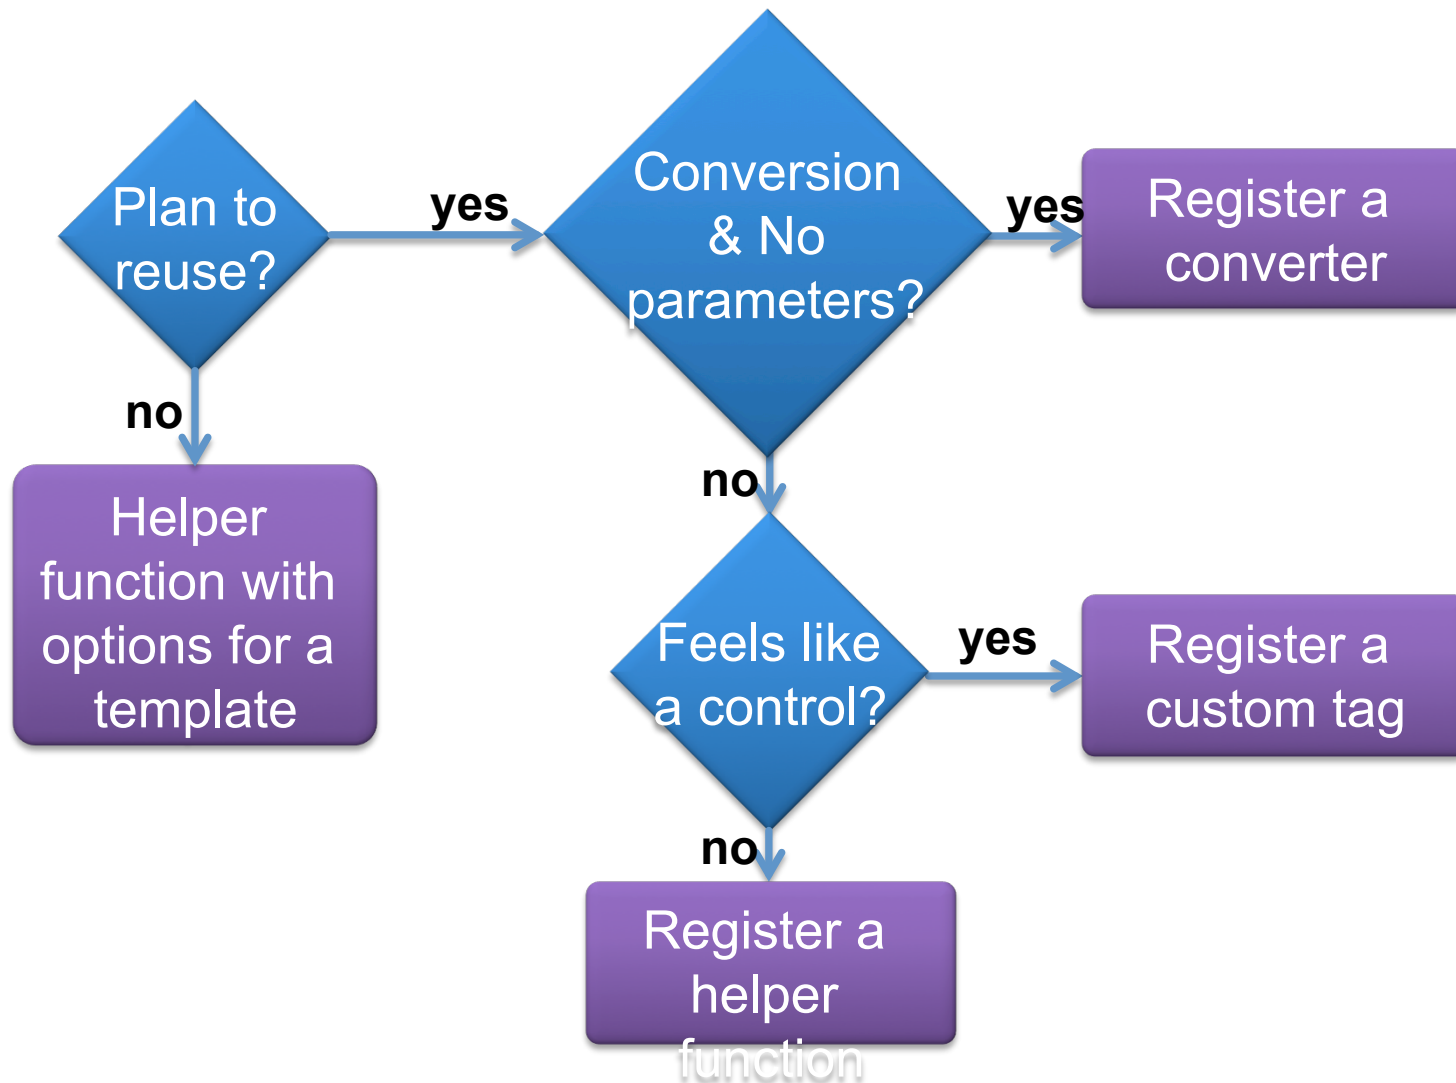 Plan to
reuse?
yes
Conversion
& No
parameters?
yes
Register a
converter
no
Helper
function with
options for a
template
no
Feels like
a control?
yes
Register a
custom tag
no
Register a
helper
function